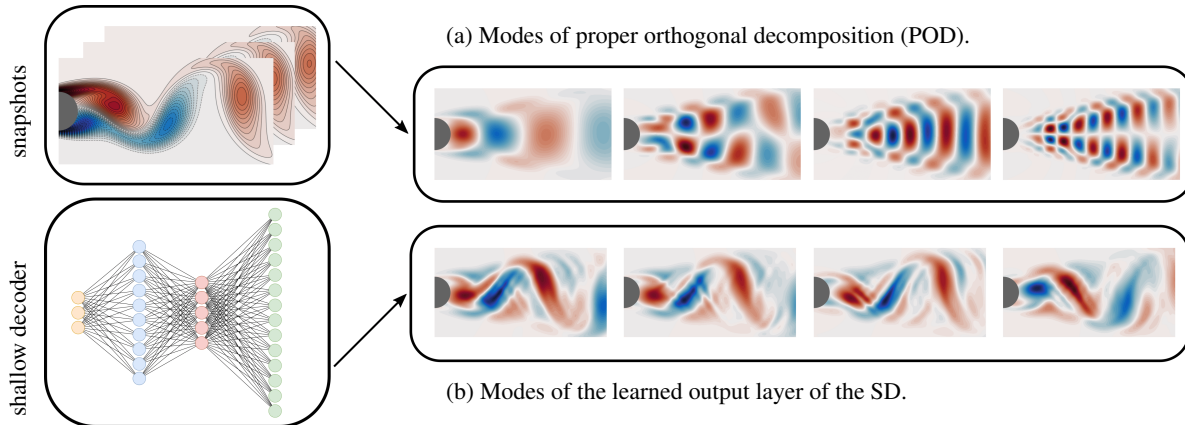 (a) Modes of proper orthogonal decomposition (POD).
snapshots
shallow decoder
(b) Modes of the learned output layer of the SD.